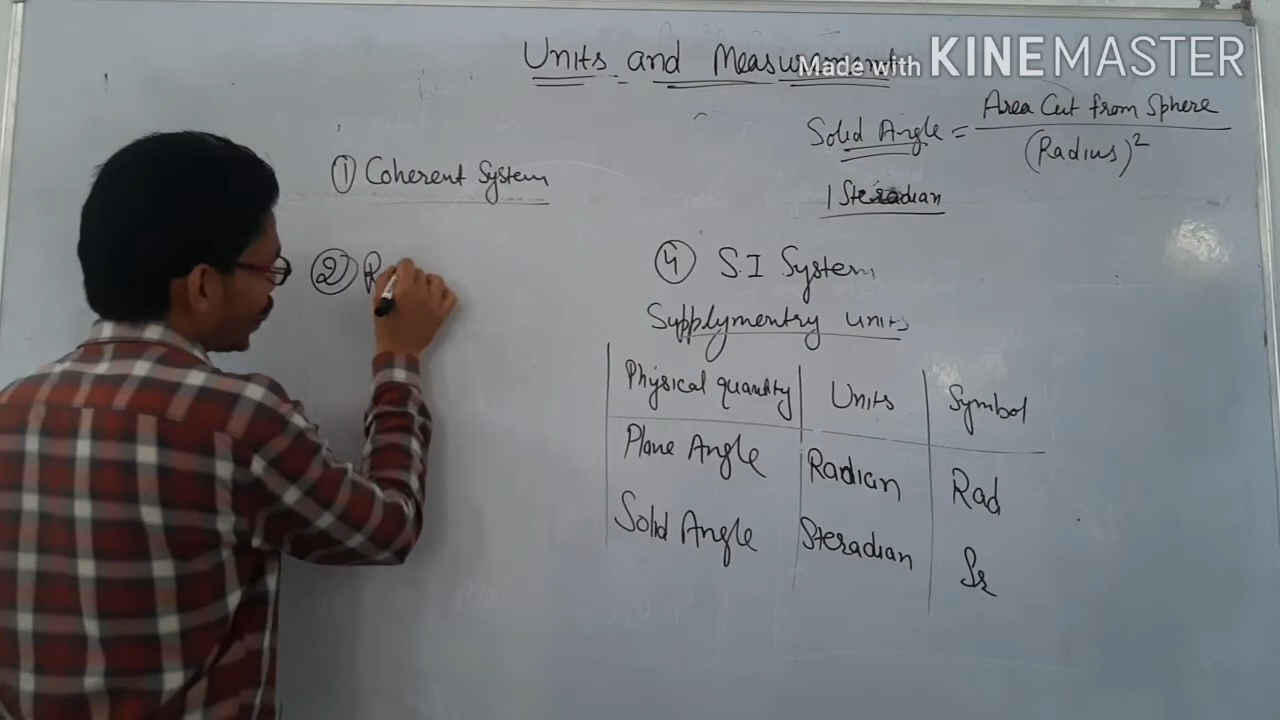 Units and Measurement
Made with KINEMASTER
Solid Angle = Area Cut from Sphere
(Radius)²
1 Steradian
① Coherent System
② R
④ S.I System
Supplymentry units
Physical quantity Units Symbol
Plane Angle Radian Rad
Solid Angle Steradian Sr